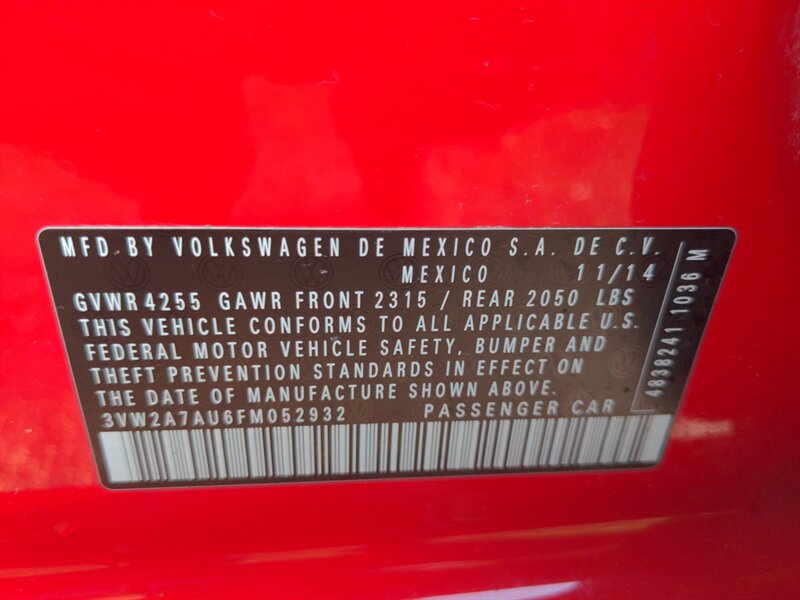 MFD. BY VOLKSWAGEN DE MEXICO S.A. DE C.V.
MEXICO 11/14
GVWR 4255 GAWR FRONT 2315 / REAR 2050 LBS
THIS VEHICLE CONFORMS TO ALL APPLICABLE U.S.
FEDERAL MOTOR VEHICLE SAFETY, BUMPER AND
THEFT PREVENTION STANDARDS IN EFFECT ON
THE DATE OF MANUFACTURE SHOWN ABOVE.
3VW2A7AU6FM052932 PASSENGER CAR
4838241 1036 M